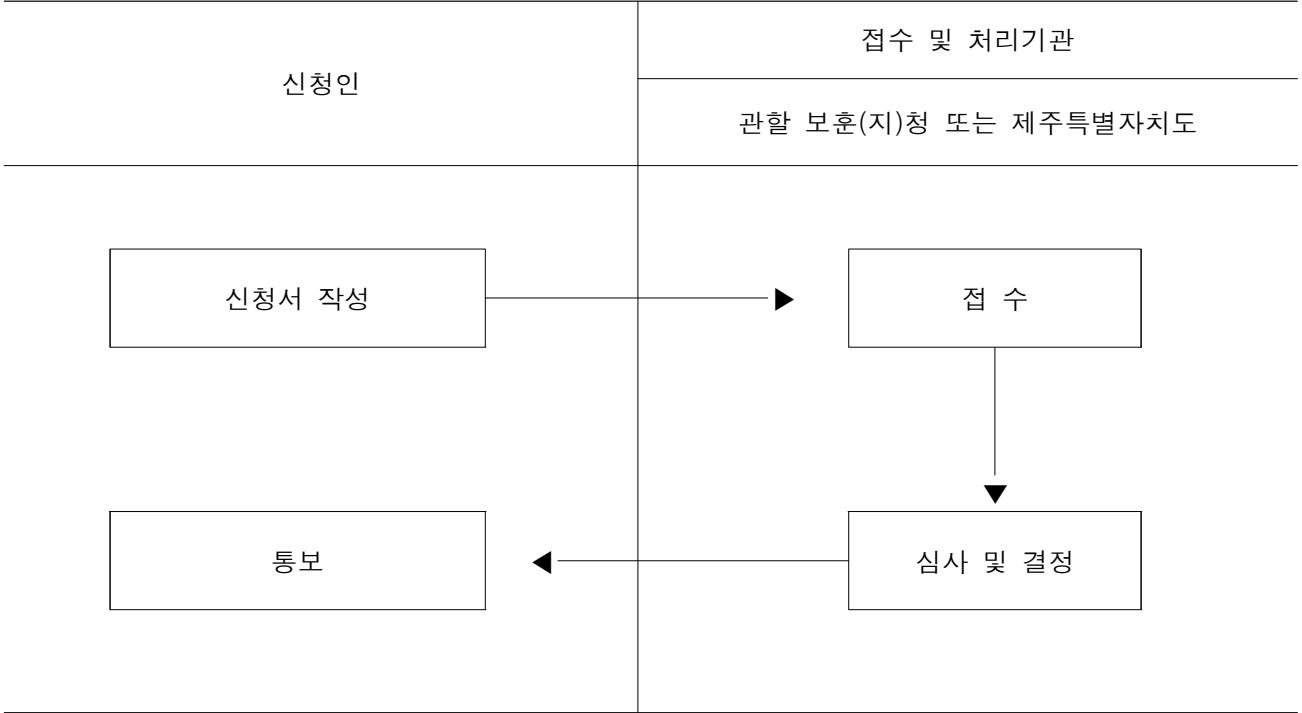 신청인
접수 및 처리기관
관할 보훈(지)청 또는 제주특별자치도
신청서 작성
접 수
통보
심사 및 결정